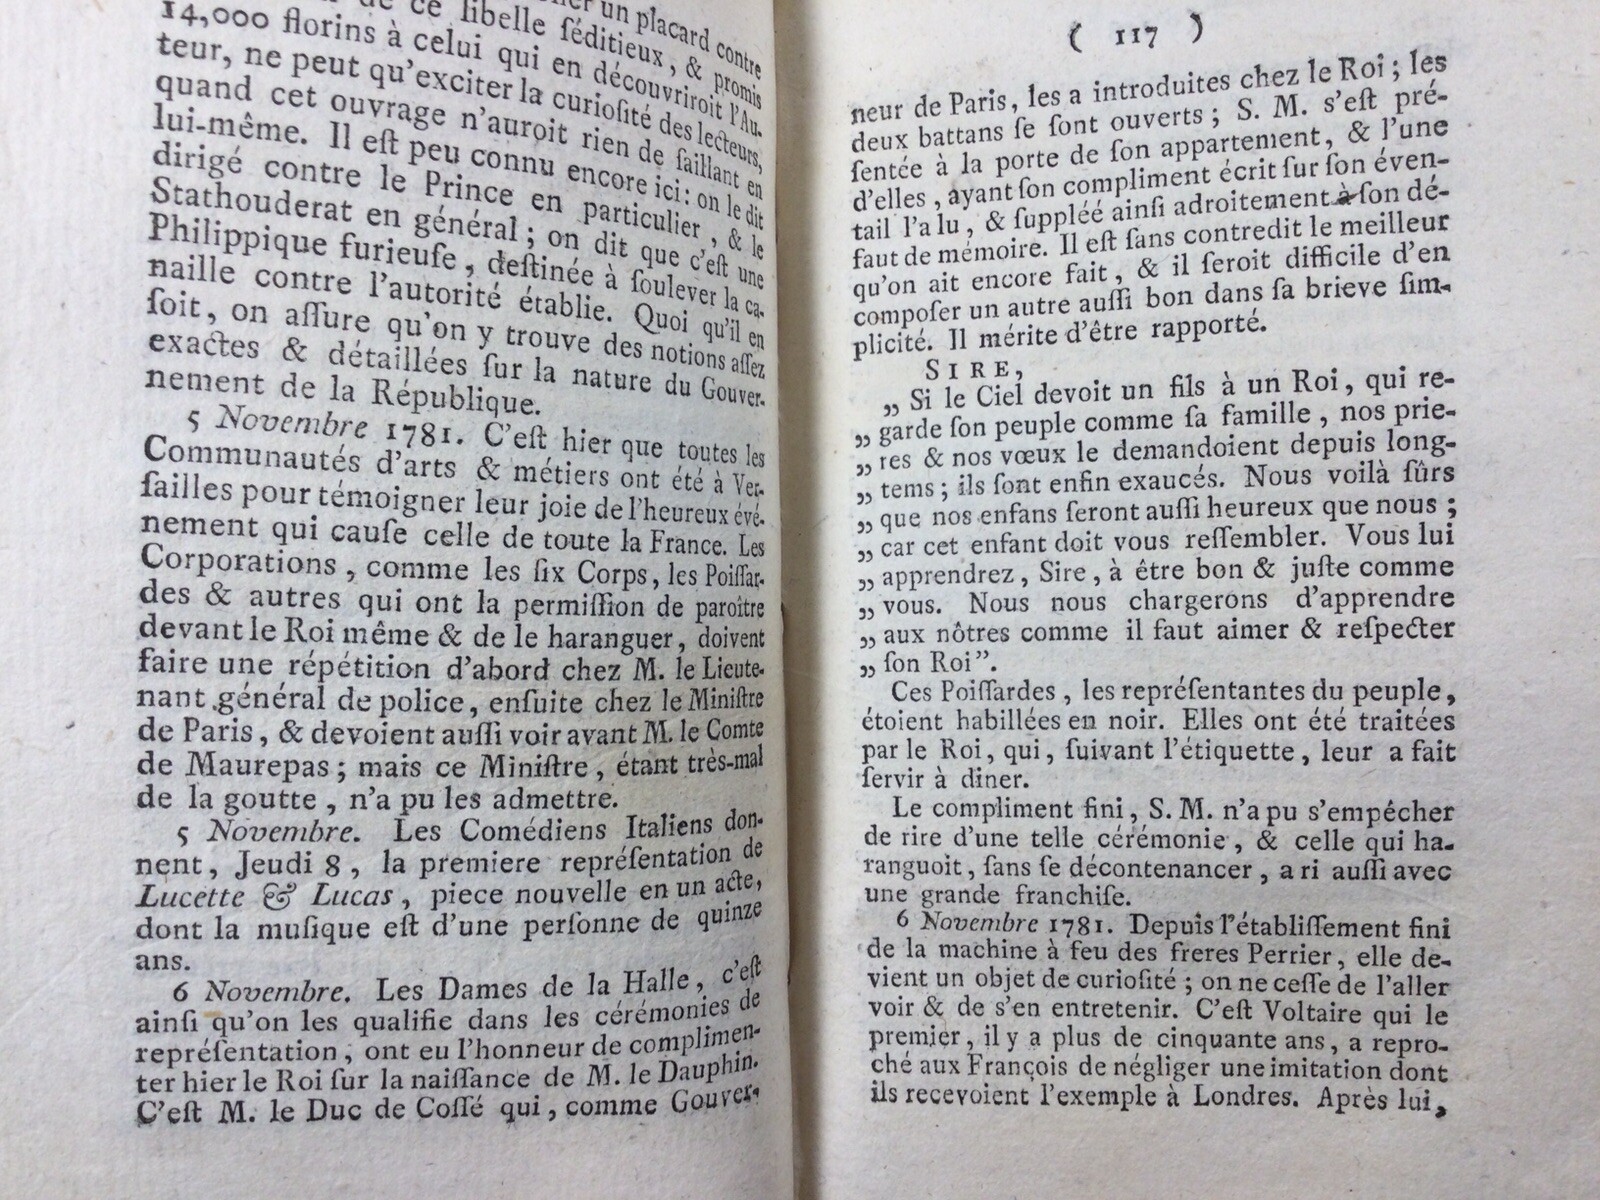 de ce libelle séditieux, & promis
un placard contre
14,000 florins à celui qui en découvriroit l'Au-
teur, ne peut qu'exciter la curiosité des lecteurs,
quand cet ouvrage n'auroit rien de saillant en
lui-même. Il est peu connu encore ici: on le dit
dirigé contre le Prince en particulier, & le
Stathouderat en général; on dit que c'est une
Philippique furieuse, destinée à soulever la ca-
naille contre l'autorité établie. Quoi qu'il en
soit, on assure qu'on y trouve des notions assez
exactes & détaillées sur la nature du Gouver-
nement de la République.
5 Novembre 1781. C'est hier que toutes les
Communautés d'arts & métiers ont été à Ver-
sailles pour témoigner leur joie de l'heureux évé-
nement qui cause celle de toute la France. Les
Corporations, comme les six Corps, les Poissar-
des & autres qui ont la permission de paroître
devant le Roi même & de le haranguer, doivent
faire une répétition d'abord chez M. le Lieute-
nant général de police, ensuite chez le Ministre
de Paris, & devoient aussi voir avant M. le Comte
de Maurepas; mais ce Ministre, étant très-mal
de la goutte, n'a pu les admettre.
5 Novembre. Les Comédiens Italiens don-
nent, Jeudi 8, la premiere représentation de
Lucette & Lucas, piece nouvelle en un acte,
dont la musique est d'une personne de quinze
ans.
6 Novembre. Les Dames de la Halle, c'est
ainsi qu'on les qualifie dans les cérémonies de
représentation, ont eu l'honneur de complimen-
ter hier le Roi sur la naissance de M. le Dauphin.
C'est M. le Duc de Cossé qui, comme Gouver-
( 117 )
neur de Paris, les a introduites chez le Roi; les
deux battans se sont ouverts; S. M. s'est pré-
sentée à la porte de son appartement, & l'une
d'elles, ayant son compliment écrit sur son éven-
tail l'a lu, & suppléé ainsi adroitement à son dé-
faut de mémoire. Il est sans contredit le meilleur
qu'on ait encore fait, & il seroit difficile d'en
composer un autre aussi bon dans sa brieve sim-
plicité. Il mérite d'être rapporté.
SIRE,
„ Si le Ciel devoit un fils à un Roi, qui re-
„ garde son peuple comme sa famille, nos prie-
„ res & nos vœux le demandoient depuis long-
„ tems; ils sont enfin exaucés. Nous voilà sûrs
„ que nos enfans seront aussi heureux que nous;
„ car cet enfant doit vous ressembler. Vous lui
„ apprendrez, Sire, à être bon & juste comme
„ vous. Nous nous chargerons d'apprendre
„ aux nôtres comme il faut aimer & respecter
„ son Roi”.
Ces Poissardes, les représentantes du peuple,
étoient habillées en noir. Elles ont été traitées
par le Roi, qui, suivant l'étiquette, leur a fait
servir à diner.
Le compliment fini, S. M. n'a pu s'empêcher
de rire d'une telle cérémonie, & celle qui ha-
ranguoit, sans se décontenancer, a ri aussi avec
une grande franchise.
6 Novembre 1781. Depuis l'établissement fini
de la machine à feu des freres Perrier, elle de-
vient un objet de curiosité; on ne cesse de l'aller
voir & de s'en entretenir. C'est Voltaire qui le
premier, il y a plus de cinquante ans, a repro-
ché aux François de négliger une imitation dont
ils recevoient l'exemple à Londres. Après lui,